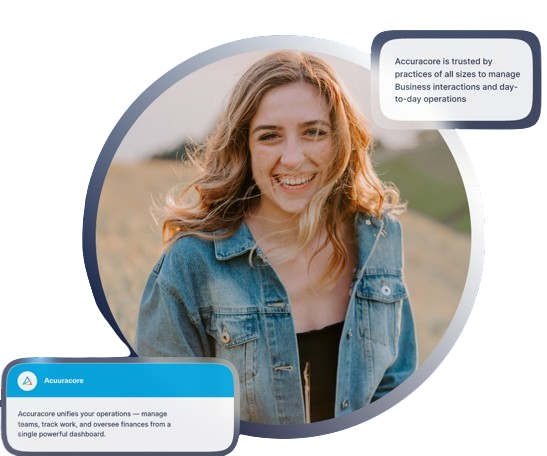 Accuracore is trusted by
practices of all sizes to manage
Business interactions and day-
to-day operations
Acuuracore
Accuracore unifies your operations — manage
teams, track work, and oversee finances from a
single powerful dashboard.